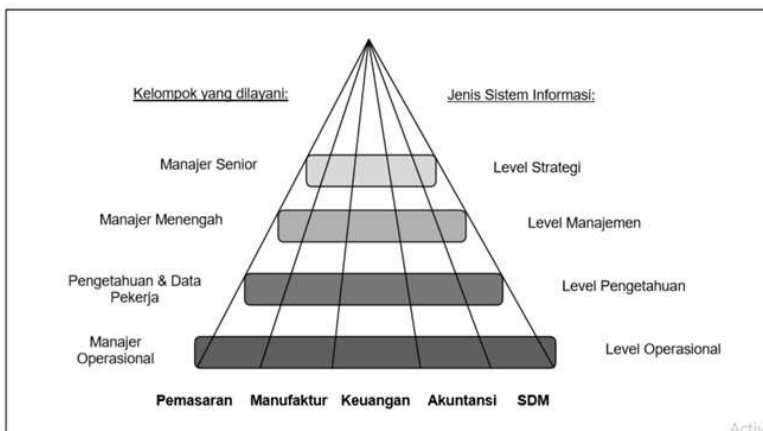 Kelompok yang dilayani:
Jenis Sistem Informasi:
Manajer Senior
Level Strategi
Manajer Menengah
Level Manajemen
Pengetahuan & Data
Pekerja
Level Pengetahuan
Manajer
Operasional
Level Operasional
Pemasaran Manufaktur Keuangan Akuntansi SDM